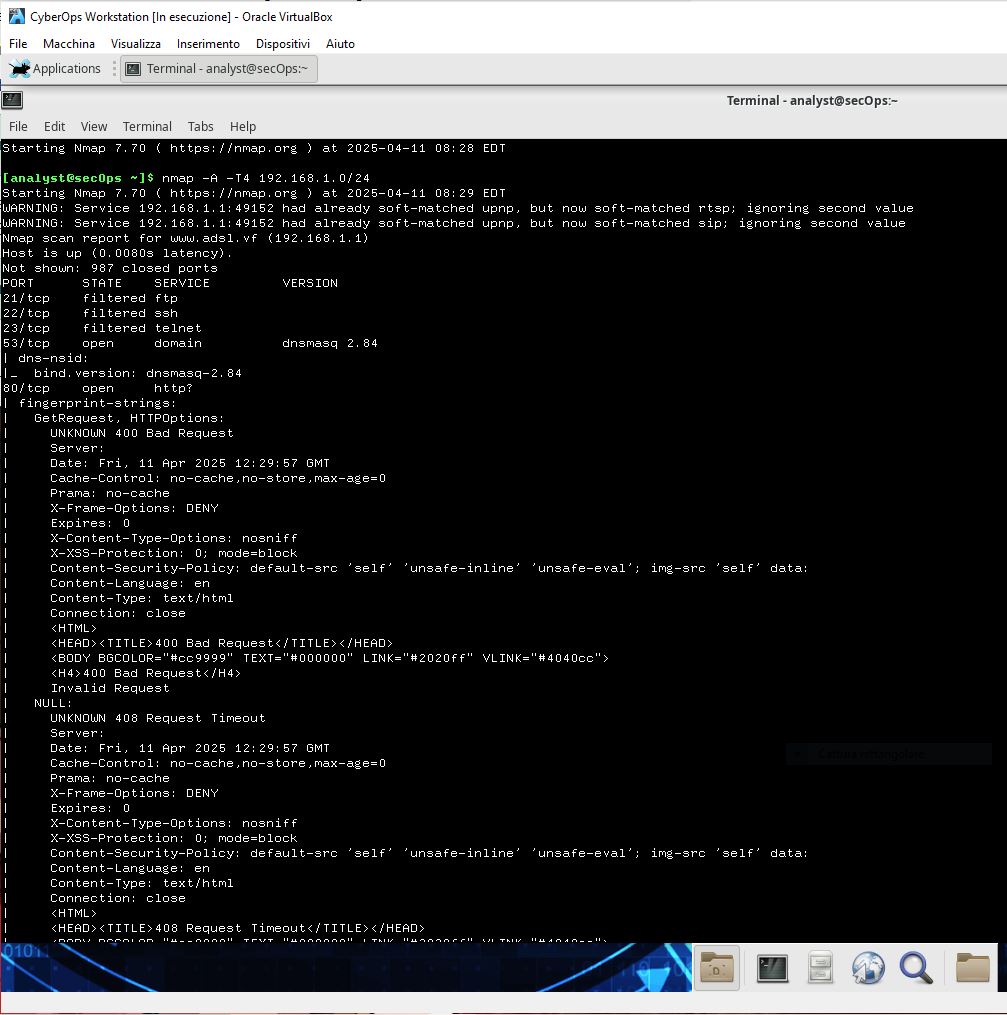 CyberOps Workstation [In esecuzione] - Oracle VirtualBox
File Macchina Visualizza Inserimento Dispositivi Aiuto
Applications Terminal - analyst@secOps:~
Terminal - analyst@secOps:~
File Edit View Terminal Tabs Help
Starting Nmap 7.70 ( https://nmap.org ) at 2025-04-11 08:28 EDT
[analyst@secOps ~]$ nmap -A -T4 192.168.1.0/24
Starting Nmap 7.70 ( https://nmap.org ) at 2025-04-11 08:29 EDT
WARNING: Service 192.168.1.1:49152 had already soft-matched upnp, but now soft-matched rtsp; ignoring second value
WARNING: Service 192.168.1.1:49152 had already soft-matched upnp, but now soft-matched sip; ignoring second value
Nmap scan report for www.adsl.vf (192.168.1.1)
Host is up (0.0080s latency).
Not shown: 987 closed ports
PORT STATE SERVICE VERSION
21/tcp filtered ftp
22/tcp filtered ssh
23/tcp filtered telnet
53/tcp open domain dnsmasq 2.84
| dns-nsid:
|_ bind.version: dnsmasq-2.84
80/tcp open http?
| fingerprint-strings:
| GetRequest, HTTPOptions:
| UNKNOWN 400 Bad Request
| Server:
| Date: Fri, 11 Apr 2025 12:29:57 GMT
| Cache-Control: no-cache,no-store,max-age=0
| Prama: no-cache
| X-Frame-Options: DENY
| Expires: 0
| X-Content-Type-Options: nosniff
| X-XSS-Protection: 0; mode=block
| Content-Security-Policy: default-src 'self' 'unsafe-inline' 'unsafe-eval'; img-src 'self' data:
| Content-Language: en
| Content-Type: text/html
| Connection: close
| <HTML>
| <HEAD><TITLE>400 Bad Request</TITLE></HEAD>
| <BODY BGCOLOR="#cc9999" TEXT="#000000" LINK="#2020ff" VLINK="#4040cc">
| <H4>400 Bad Request</H4>
| Invalid Request
| NULL:
| UNKNOWN 408 Request Timeout
| Server:
| Date: Fri, 11 Apr 2025 12:29:57 GMT
| Cache-Control: no-cache,no-store,max-age=0
| Prama: no-cache
| X-Frame-Options: DENY
| Expires: 0
| X-Content-Type-Options: nosniff
| X-XSS-Protection: 0; mode=block
| Content-Security-Policy: default-src 'self' 'unsafe-inline' 'unsafe-eval'; img-src 'self' data:
| Content-Language: en
| Content-Type: text/html
| Connection: close
| <HTML>
| <HEAD><TITLE>408 Request Timeout</TITLE></HEAD>
| <BODY BGCOLOR="#cc9999" TEXT="#000000" LINK="#2020ff" VLINK="#4040cc">
Cattura rettangolare